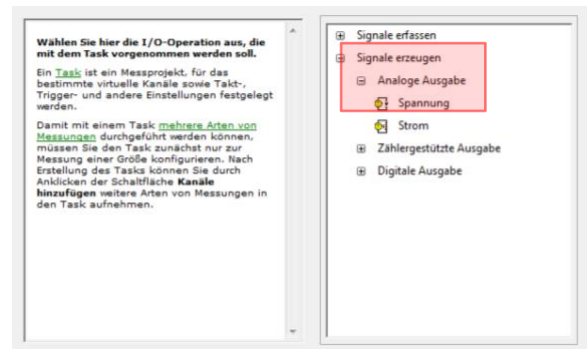 Wählen Sie hier die I/O-Operation aus, die
mit dem Task vorgenommen werden soll.
Ein Task ist ein Messprojekt, für das
bestimmte virtuelle Kanäle sowie Takt-,
Trigger- und andere Einstellungen festgelegt
werden.
Damit mit einem Task mehrere Arten von
Messungen durchgeführt werden können,
müssen Sie den Task zunächst nur zur
Messung einer Größe konfigurieren. Nach
Erstellung des Tasks können Sie durch
Anklicken der Schaltfläche Kanäle
hinzufügen weitere Arten von Messungen in
den Task aufnehmen.
Signale erfassen
Signale erzeugen
Analoge Ausgabe
Spannung
Strom
Zählergestützte Ausgabe
Digitale Ausgabe